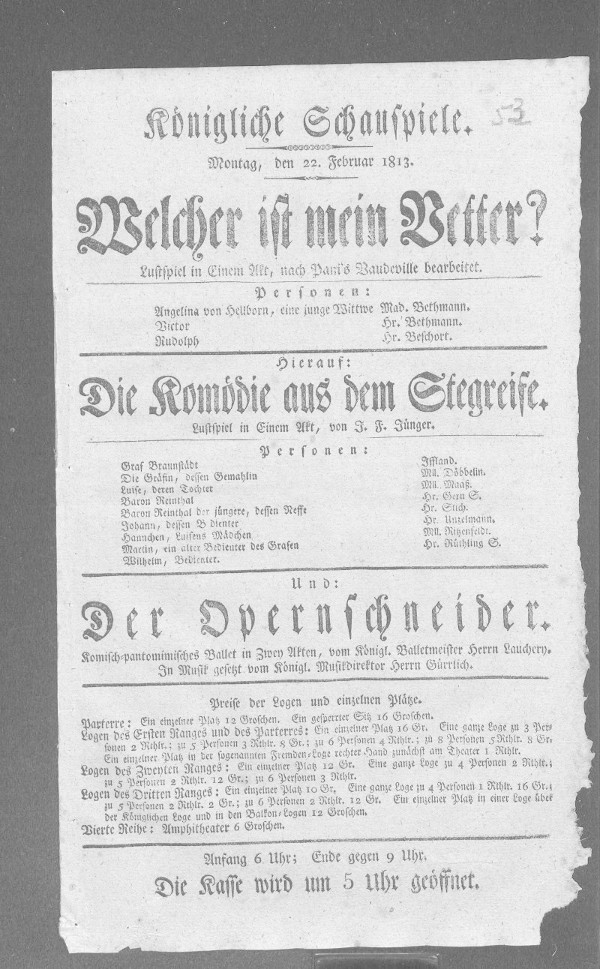 53
Königliche Schauspiele.
Montag, den 22. Februar 1813.
Welcher ist mein Vetter?
Lustspiel in Einem Akt, nach Pani's Vaudeville bearbeitet.
Personen:
Angelina von Hellborn, eine junge Wittwe Mad. Bethmann.
Victor Hr. Bethmann.
Rudolph Hr. Beschort.
Hierauf:
Die Komödie aus dem Stegreife.
Lustspiel in Einem Akt, von J. F. Jünger.
Personen:
Graf Braunstädt Iffland.
Die Gräfin, dessen Gemahlin Mll. Döbbelin.
Luise, deren Tochter Mll. Maaß.
Baron Reinthal Hr. Gern S.
Baron Reinthal der jüngere, dessen Neffe Hr. Stich.
Johann, dessen Bedienter Hr. Unzelmann.
Hannchen, Luisens Mädchen Mll. Ritzenfeldt.
Martin, ein alter Bedienter des Grafen Hr. Rüthling S.
Wilhelm, Bedienter.
Und:
Der Opernschneider.
Komisch-pantomimisches Ballet in Zwey Akten, vom Königl. Balletmeister Herrn Lauchery.
In Musik gesetzt vom Königl. Musikdirektor Herrn Gürrlich.
Preise der Logen und einzelnen Plätze.
Parterre: Ein einzelner Platz 12 Groschen. Ein gesperrter Sitz 16 Groschen.
Logen des Ersten Ranges und des Parterres: Ein einzelner Platz 16 Gr. Eine ganze Loge zu 3 Per-
sonen 2 Rthlr.; zu 5 Personen 3 Rthlr. 8 Gr.; zu 6 Personen 4 Rthlr.; zu 8 Personen 5 Rthlr. 8 Gr.
Ein einzelner Platz in der sogenannten Fremden-Loge rechter Hand zunächst am Theater 1 Rthlr.
Logen des Zweyten Ranges: Ein einzelner Platz 12 Gr. Eine ganze Loge zu 4 Personen 2 Rthlr.;
zu 5 Personen 2 Rthlr. 12 Gr.; zu 6 Personen 3 Rthlr.
Logen des Dritten Ranges: Ein einzelner Platz 10 Gr. Eine ganze Loge zu 4 Personen 1 Rthlr. 16 Gr.;
zu 5 Personen 2 Rthlr. 2 Gr.; zu 6 Personen 2 Rthlr. 12 Gr. Ein einzelner Platz in einer Loge über
der Königlichen Loge und in den Balkon-Logen 12 Groschen.
Vierte Reihe: Amphitheater 6 Groschen.
Anfang 6 Uhr; Ende gegen 9 Uhr.
Die Kasse wird um 5 Uhr geöffnet.